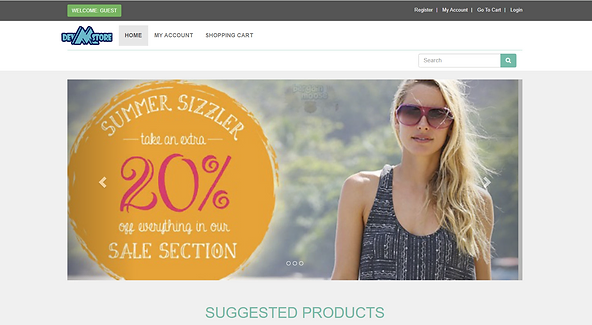 WELCOME: GUEST
Register | My Account | Go To Cart | Login
DEV M STORE
HOME MY ACCOUNT SHOPPING CART
Search
SUMMER SIZZLER
take an extra
20%
off everything in our
SALE SECTION
SUGGESTED PRODUCTS